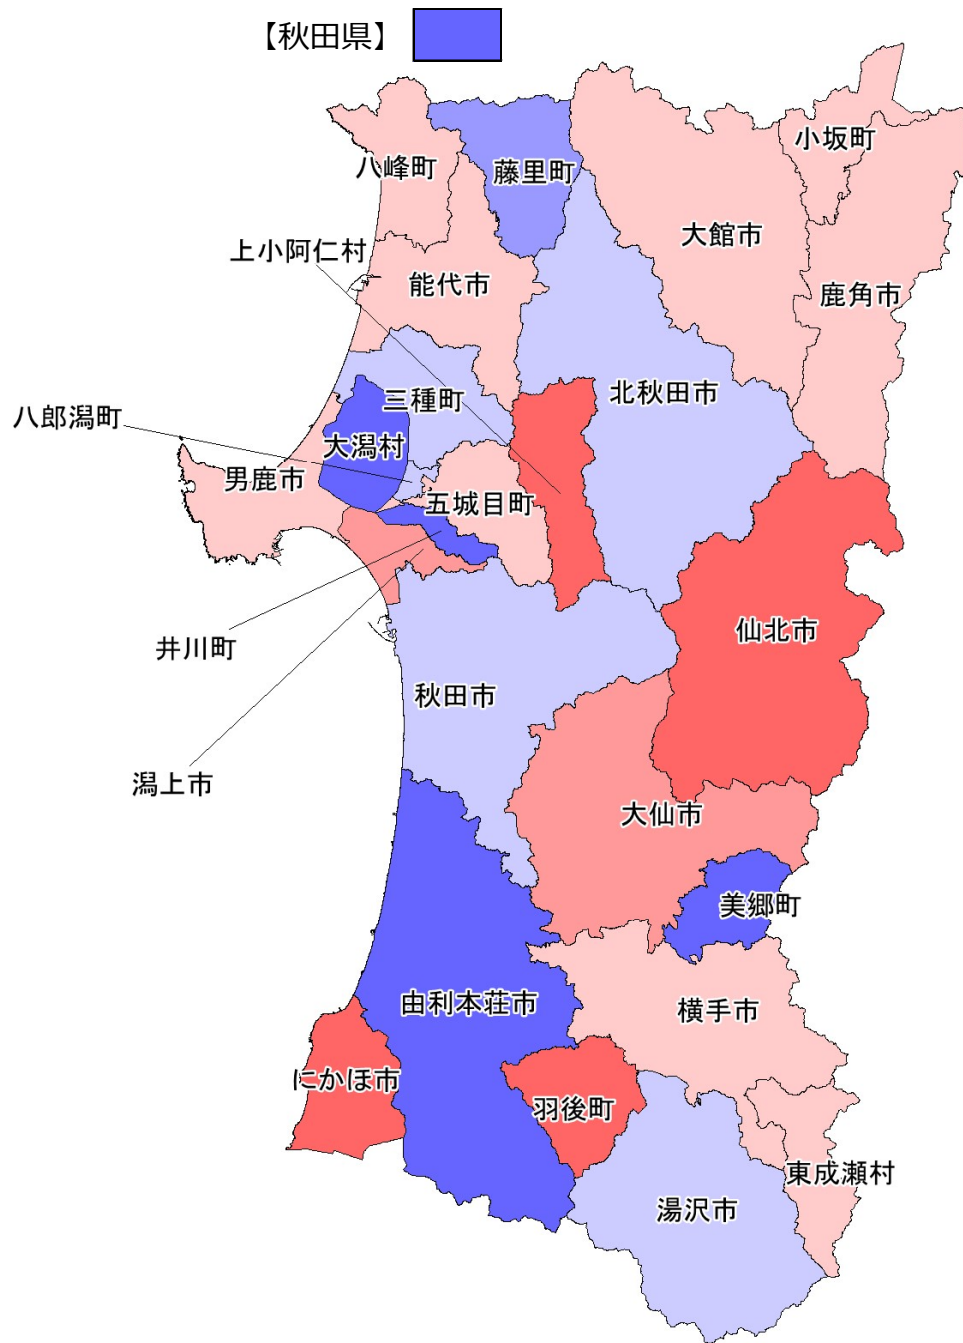 【秋田県】
小坂町
八峰町
藤里町
大館市
上小阿仁村
能代市
鹿角市
北秋田市
三種町
八郎潟町
大潟村
男鹿市
五城目町
仙北市
井川町
秋田市
潟上市
大仙市
美郷町
由利本荘市
横手市
にかほ市
羽後町
東成瀬村
湯沢市